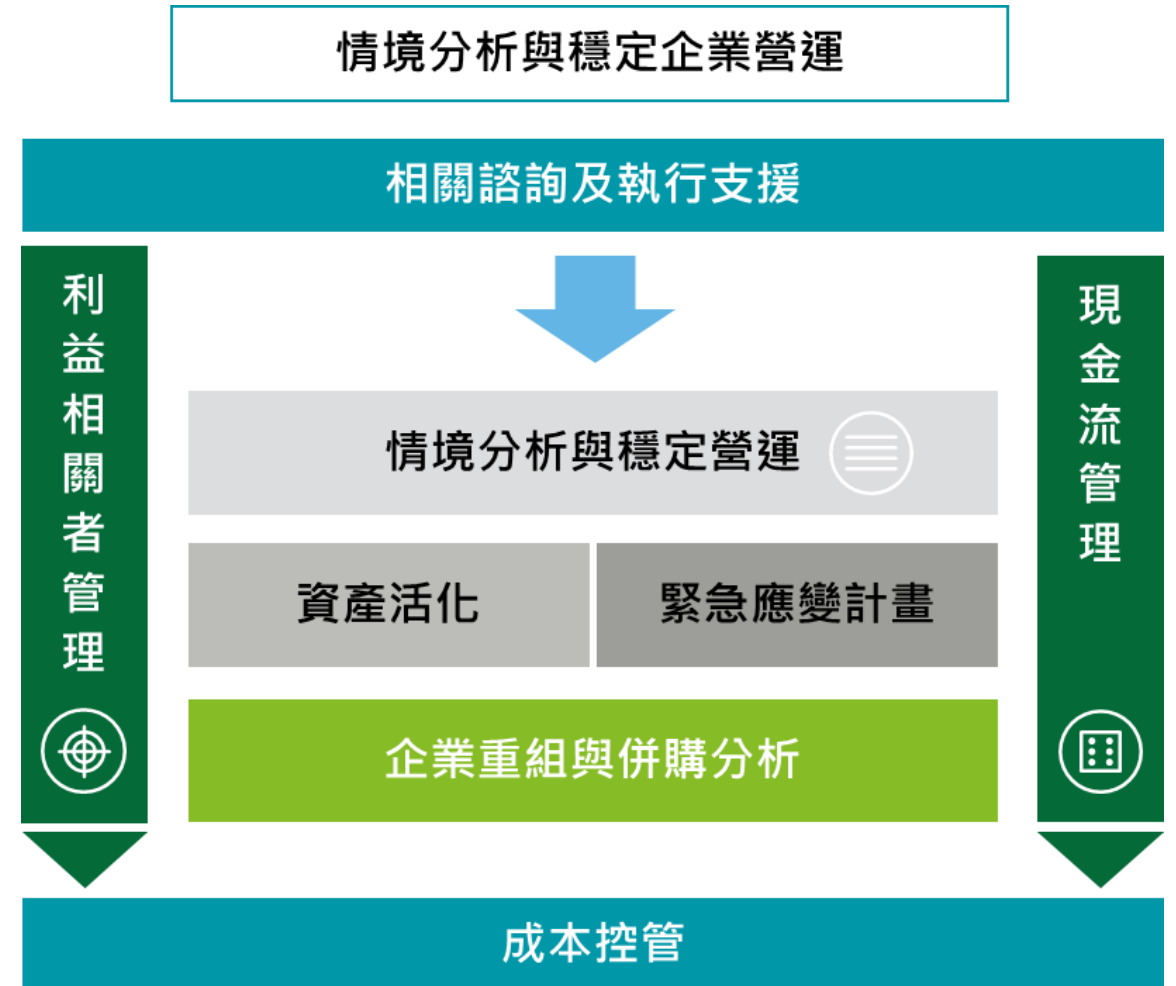 情境分析與穩定企業營運
相關諮詢及執行支援
利益相關者管理
現金流管理
情境分析與穩定營運
資產活化
緊急應變計畫
企業重組與併購分析
成本控管